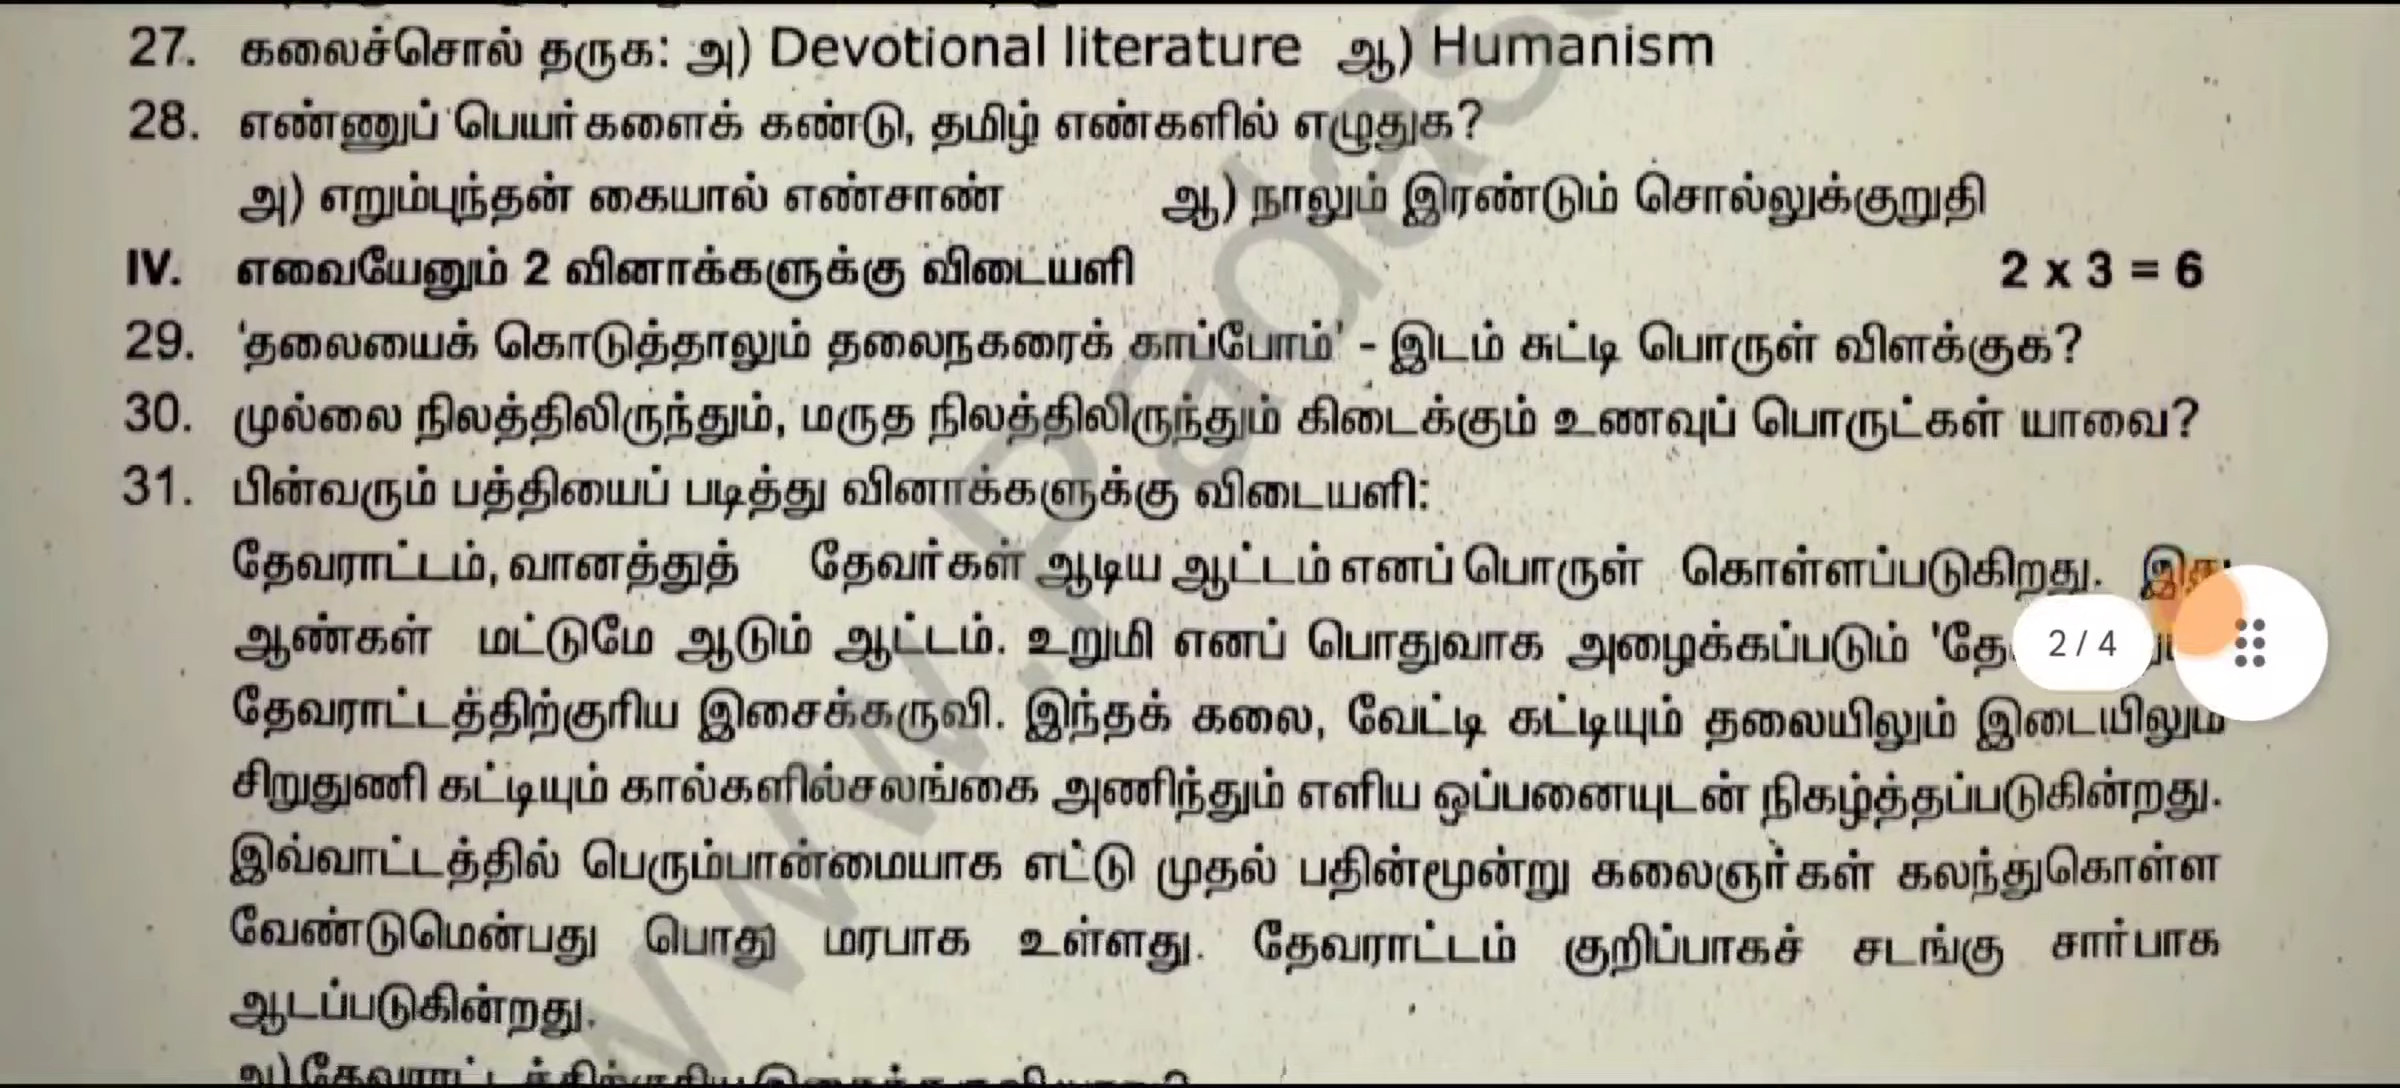 27. கலைச்சொல் தருக: அ) Devotional literature ஆ) Humanism
28. எண்ணுப் பெயர்களைக் கண்டு, தமிழ் எண்களில் எழுதுக?
அ) எறும்புந்தன் கையால் எண்சாண் ஆ) நாலும் இரண்டும் சொல்லுக்குறுதி
IV. எவையேனும் 2 வினாக்களுக்கு விடையளி 2 x 3 = 6
29. 'தலையைக் கொடுத்தாலும் தலைநகரைக் காப்போம்' - இடம் சுட்டி பொருள் விளக்குக?
30. முல்லை நிலத்திலிருந்தும், மருத நிலத்திலிருந்தும் கிடைக்கும் உணவுப் பொருட்கள் யாவை?
31. பின்வரும் பத்தியைப் படித்து வினாக்களுக்கு விடையளி:
தேவராட்டம், வானத்துத் தேவர்கள் ஆடிய ஆட்டம் எனப் பொருள் கொள்ளப்படுகிறது. இது
ஆண்கள் மட்டுமே ஆடும் ஆட்டம். உறுமி எனப் பொதுவாக அழைக்கப்படும்
2 / 4
தேவராட்டத்திற்குரிய இசைக்கருவி. இந்தக் கலை, வேட்டி கட்டியும் தலையிலும் இடையிலும்
சிறுதுணி கட்டியும் கால்களில்சலங்கை அணிந்தும் எளிய ஒப்பனையுடன் நிகழ்த்தப்படுகின்றது.
இவ்வாட்டத்தில் பெரும்பான்மையாக எட்டு முதல் பதின்மூன்று கலைஞர்கள் கலந்துகொள்ள
வேண்டுமென்பது பொது மரபாக உள்ளது. தேவராட்டம் குறிப்பாகச் சடங்கு சார்பாக
ஆடப்படுகின்றது.